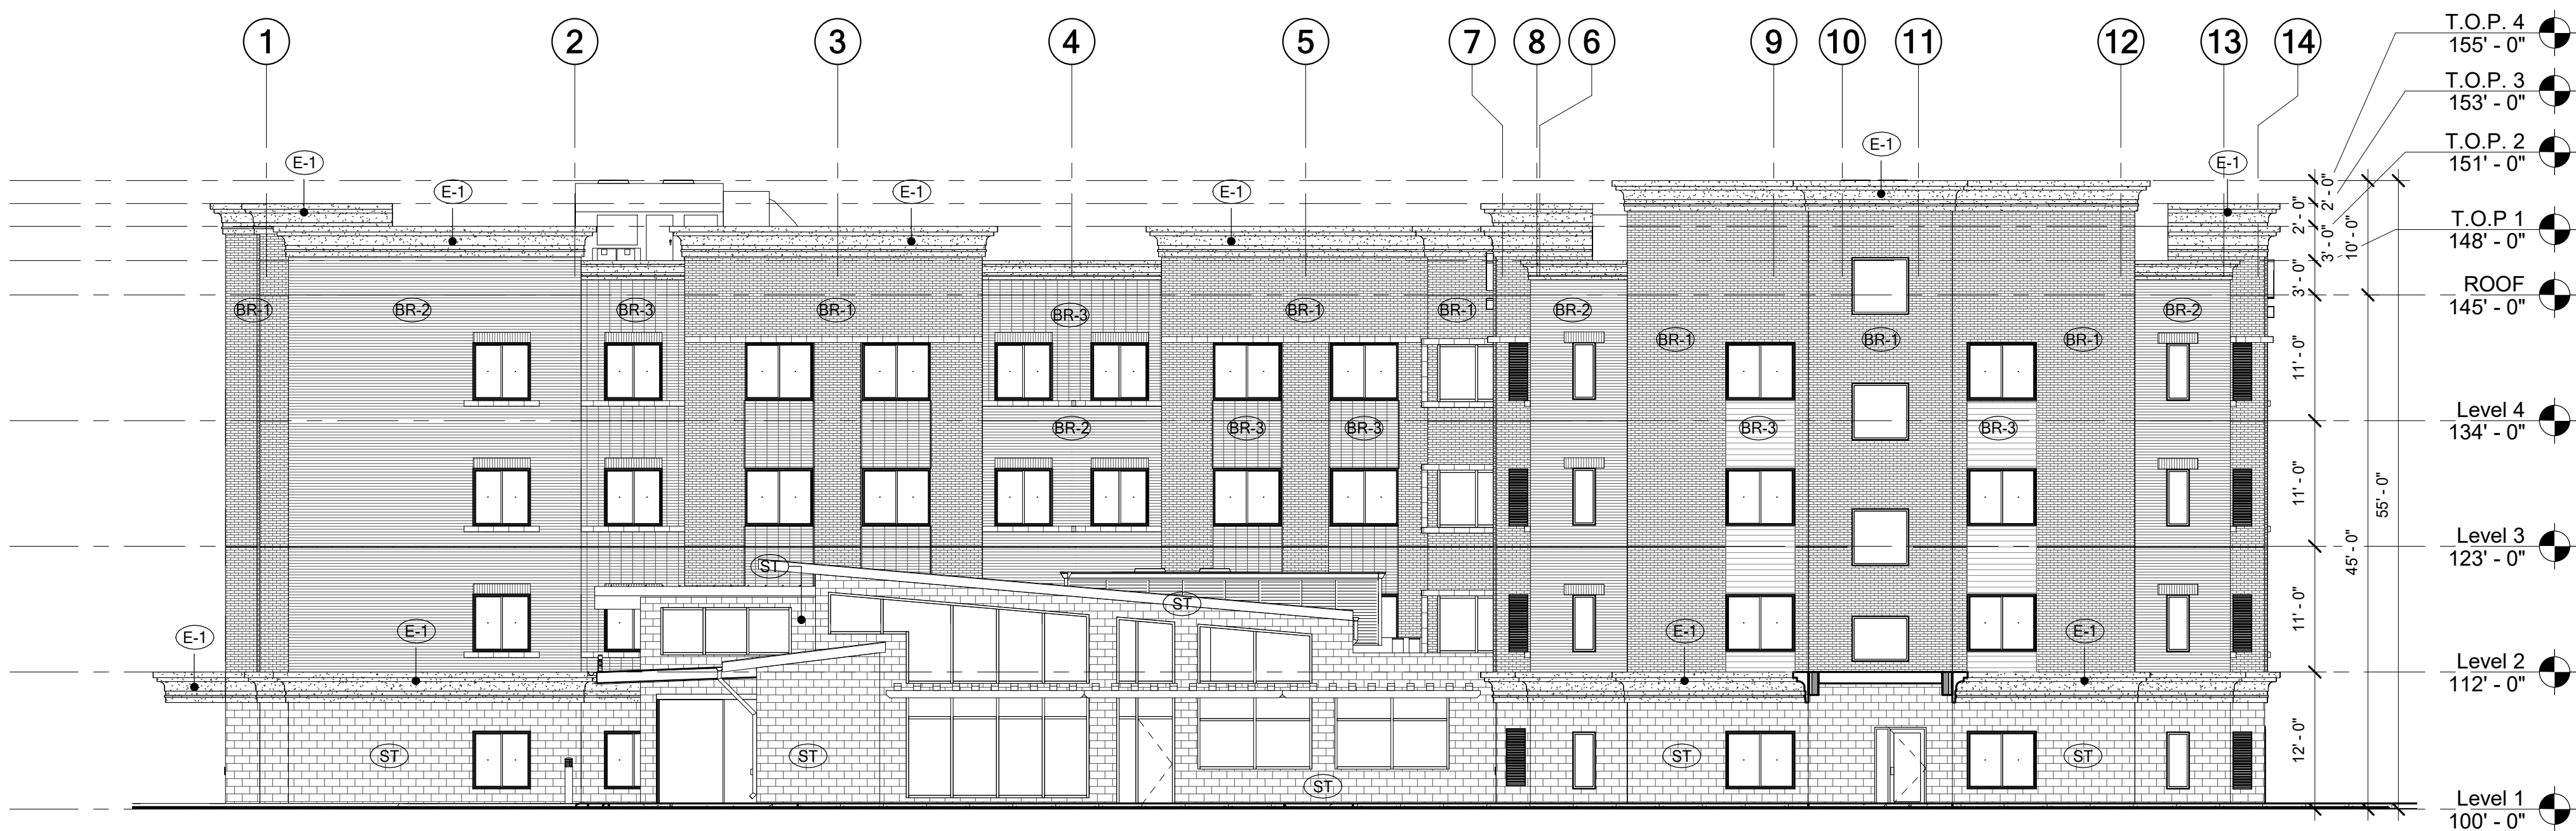 1 2 3 4 5 7 8 6 9 10 11 12 13 14
T.O.P. 4
155' - 0"
T.O.P. 3
153' - 0"
T.O.P. 2
151' - 0"
T.O.P 1
148' - 0"
ROOF
145' - 0"
Level 4
134' - 0"
Level 3
123' - 0"
Level 2
112' - 0"
Level 1
100' - 0"
E-1
E-1
E-1
E-1
E-1
E-1
BR-1
BR-2
BR-3
BR-1
BR-3
BR-1
BR-1
BR-2
BR-1
BR-1
BR-1
BR-2
BR-2
BR-3
BR-3
BR-3
BR-3
ST
ST
E-1
E-1
E-1
E-1
ST
ST
ST
ST
ST
2' - 0"
2' - 0"
3' - 0"
10' - 0"
3' - 0"
11' - 0"
11' - 0"
11' - 0"
12' - 0"
45' - 0"
55' - 0"